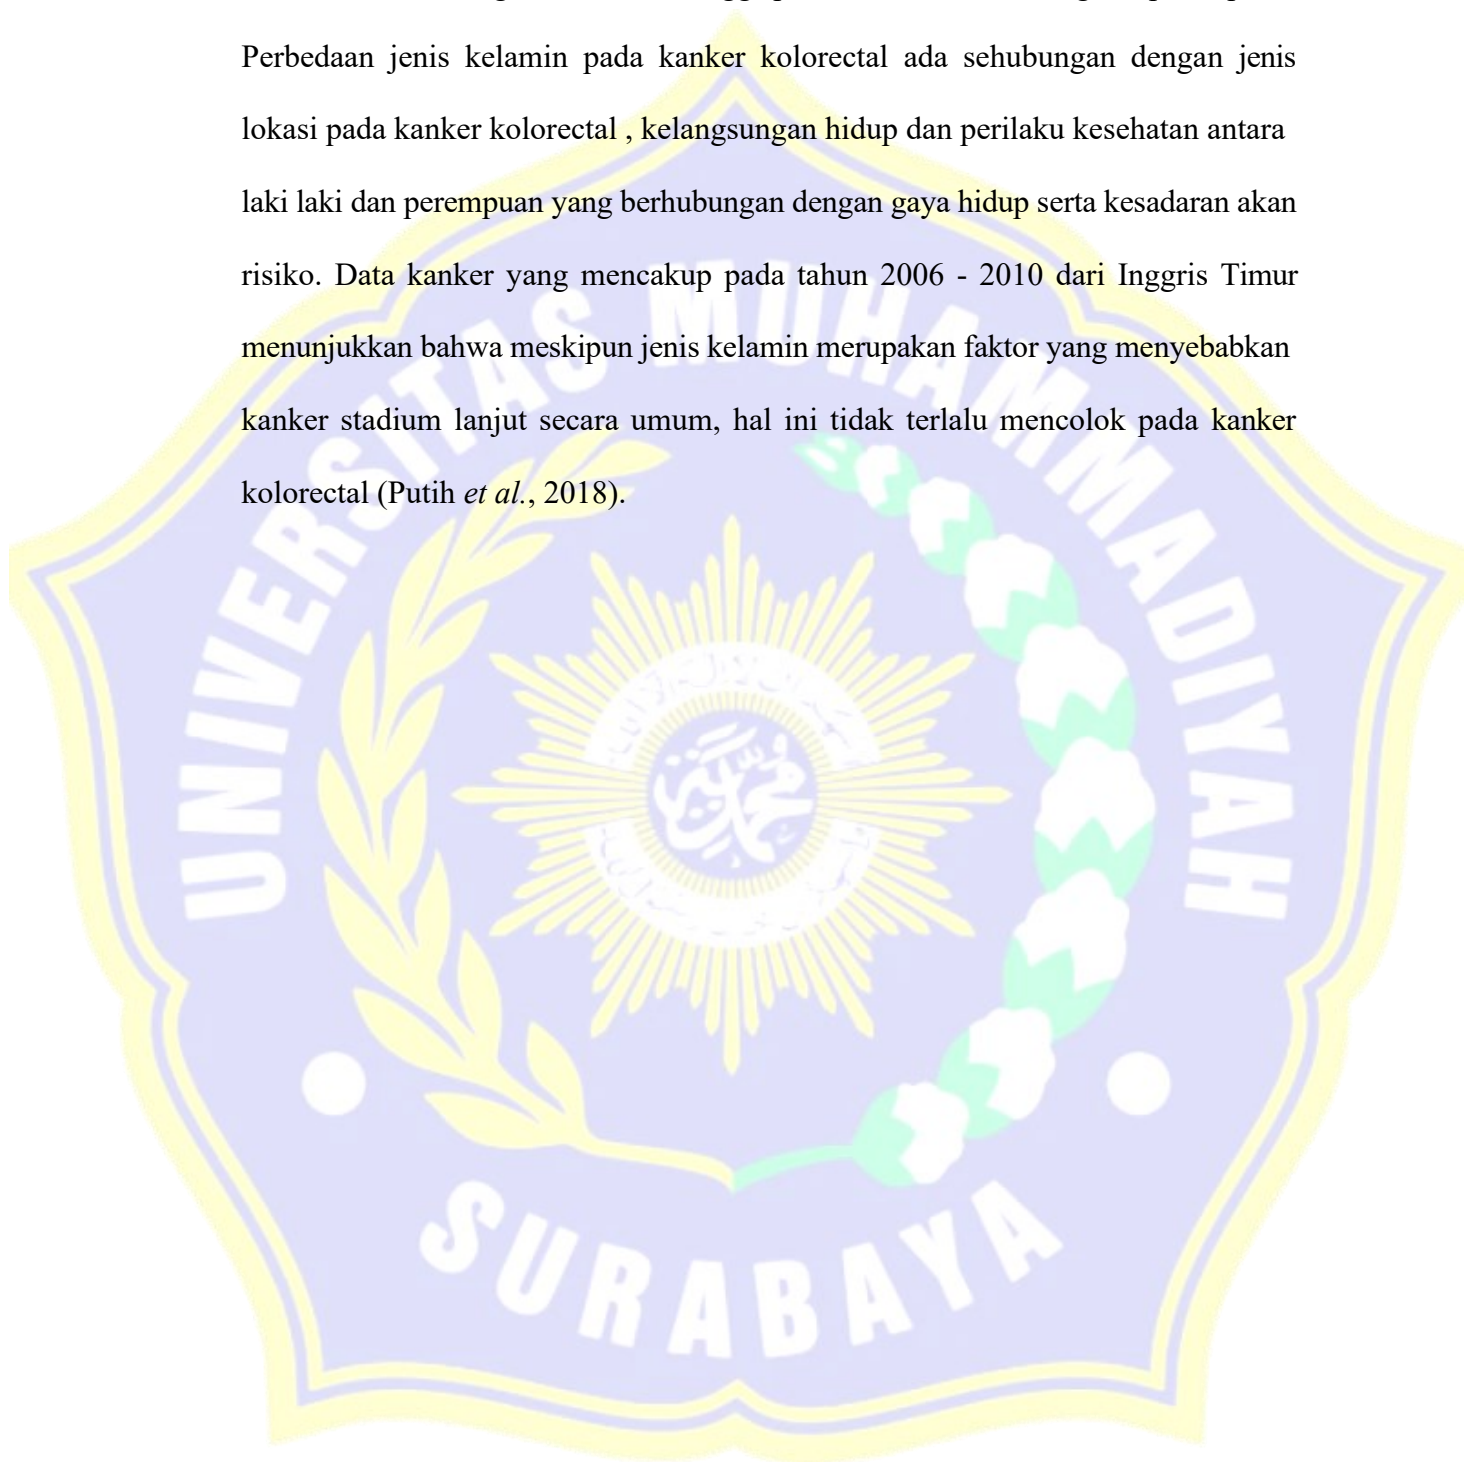 Perbedaan jenis kelamin pada kanker kolorectal ada sehubungan dengan jenis
lokasi pada kanker kolorectal , kelangsungan hidup dan perilaku kesehatan antara
laki laki dan perempuan yang berhubungan dengan gaya hidup serta kesadaran akan
risiko. Data kanker yang mencakup pada tahun 2006 - 2010 dari Inggris Timur
menunjukkan bahwa meskipun jenis kelamin merupakan faktor yang menyebabkan
kanker stadium lanjut secara umum, hal ini tidak terlalu mencolok pada kanker
kolorectal (Putih et al., 2018).
UNIVERSITAS MUHAMMADIYAH
SURABAYA